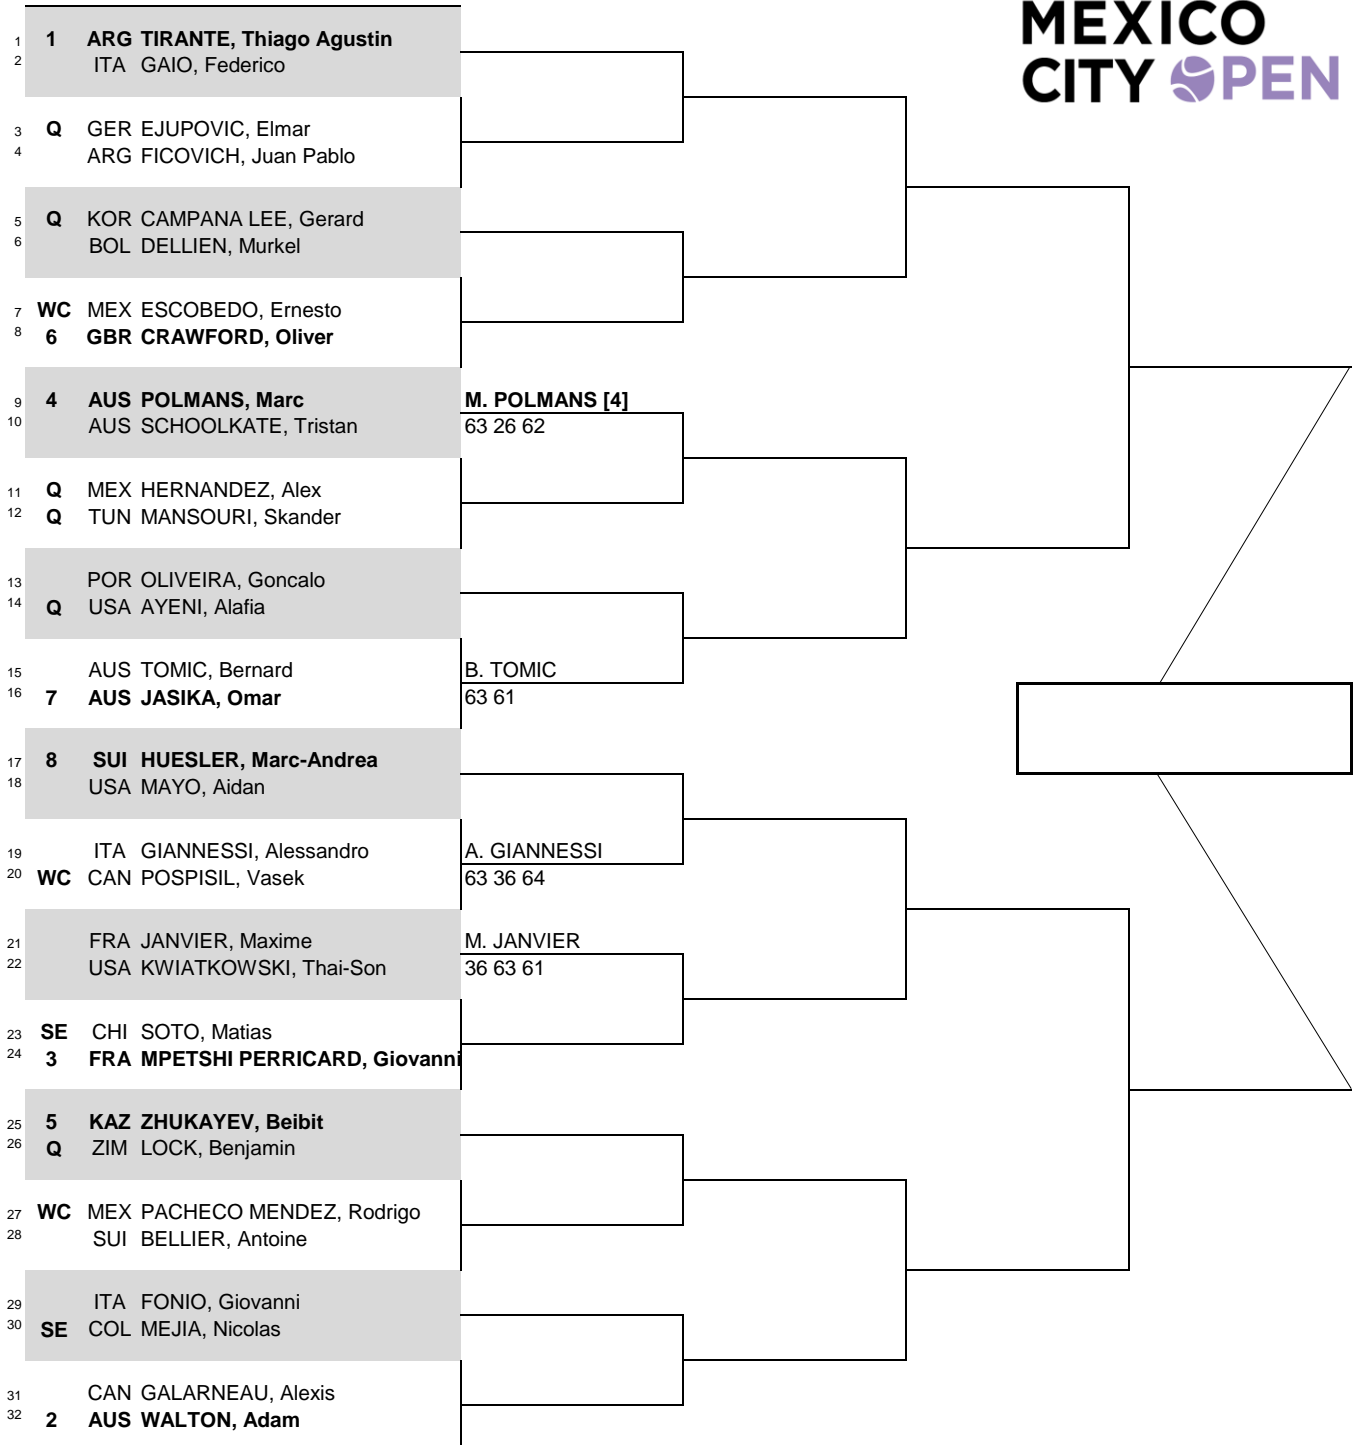 MEXICO
CITY OPEN
1 1 ARG TIRANTE, Thiago Agustin
2 ITA GAIO, Federico
3 Q GER EJUPOVIC, Elmar
4 ARG FICOVICH, Juan Pablo
5 Q KOR CAMPANA LEE, Gerard
6 BOL DELLIEN, Murkel
7 WC MEX ESCOBEDO, Ernesto
8 6 GBR CRAWFORD, Oliver
9 4 AUS POLMANS, Marc M. POLMANS [4]
10 AUS SCHOOLKATE, Tristan 63 26 62
11 Q MEX HERNANDEZ, Alex
12 Q TUN MANSOURI, Skander
13 POR OLIVEIRA, Goncalo
14 Q USA AYENI, Alafia
15 AUS TOMIC, Bernard B. TOMIC
16 7 AUS JASIKA, Omar 63 61
17 8 SUI HUESLER, Marc-Andrea
18 USA MAYO, Aidan
19 ITA GIANNESSI, Alessandro A. GIANNESSI
20 WC CAN POSPISIL, Vasek 63 36 64
21 FRA JANVIER, Maxime M. JANVIER
22 USA KWIATKOWSKI, Thai-Son 36 63 61
23 SE CHI SOTO, Matias
24 3 FRA MPETSHI PERRICARD, Giovanni
25 5 KAZ ZHUKAYEV, Beibit
26 Q ZIM LOCK, Benjamin
27 WC MEX PACHECO MENDEZ, Rodrigo
28 SUI BELLIER, Antoine
29 ITA FONIO, Giovanni
30 SE COL MEJIA, Nicolas
31 CAN GALARNEAU, Alexis
32 2 AUS WALTON, Adam